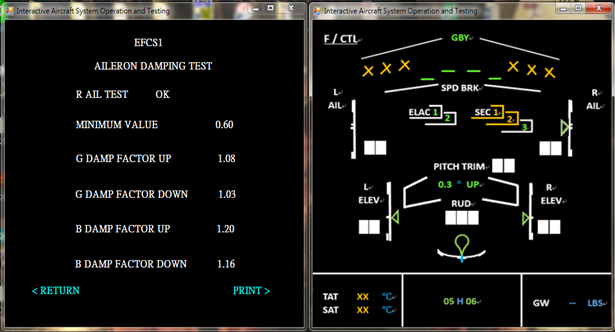 Interactive Aircraft System Operation and Testing
EFCS1
AILERON DAMPING TEST
R AIL TEST OK
MINIMUM VALUE 0.60
G DAMP FACTOR UP 1.08
G DAMP FACTOR DOWN 1.03
B DAMP FACTOR UP 1.20
B DAMP FACTOR DOWN 1.16
< RETURN PRINT >
Interactive Aircraft System Operation and Testing
F / CTL GBY
SPD BRK
L AIL
R AIL
ELAC 1 2
SEC 1 2 3
PITCH TRIM
0.3 ° UP
L ELEV
RUD
R ELEV
TAT XX °C
SAT XX °C
05 H 06
GW -- LBS